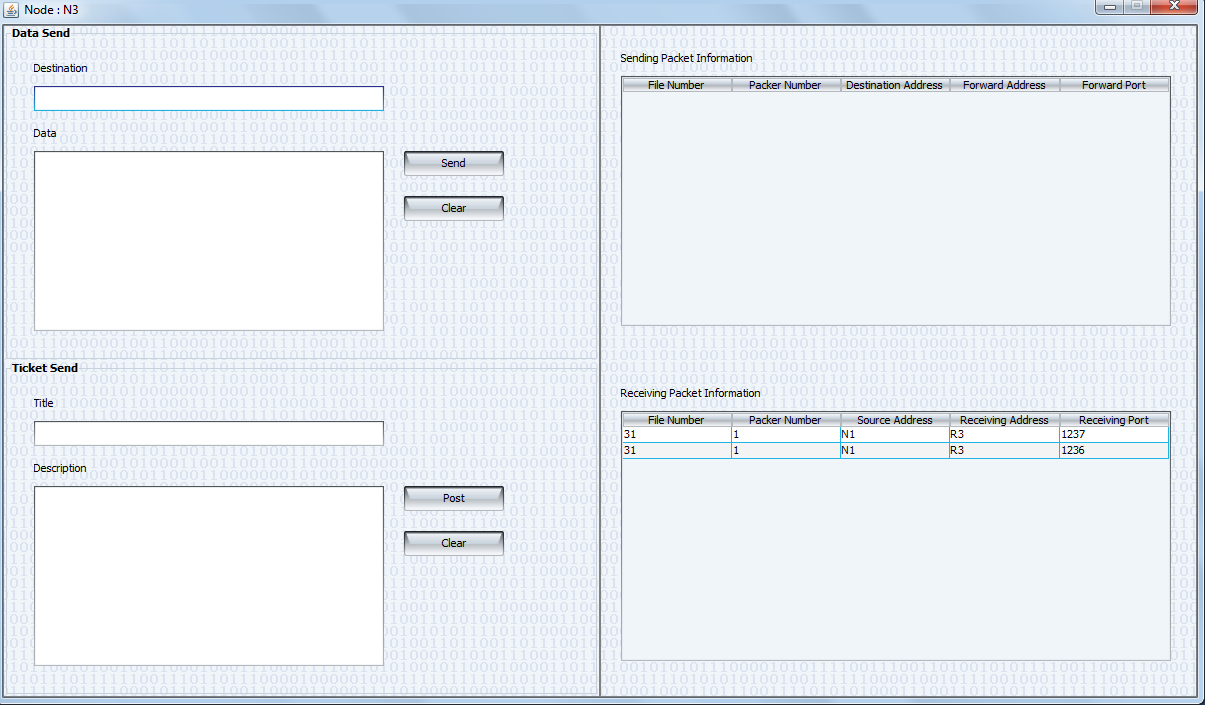 Node : N3
Data Send
Destination
Data
Send
Clear
Ticket Send
Title
Description
Post
Clear
Sending Packet Information
File Number Packer Number Destination Address Forward Address Forward Port
Receiving Packet Information
File Number Packer Number Source Address Receiving Address Receiving Port
31 1 N1 R3 1237
31 1 N1 R3 1236